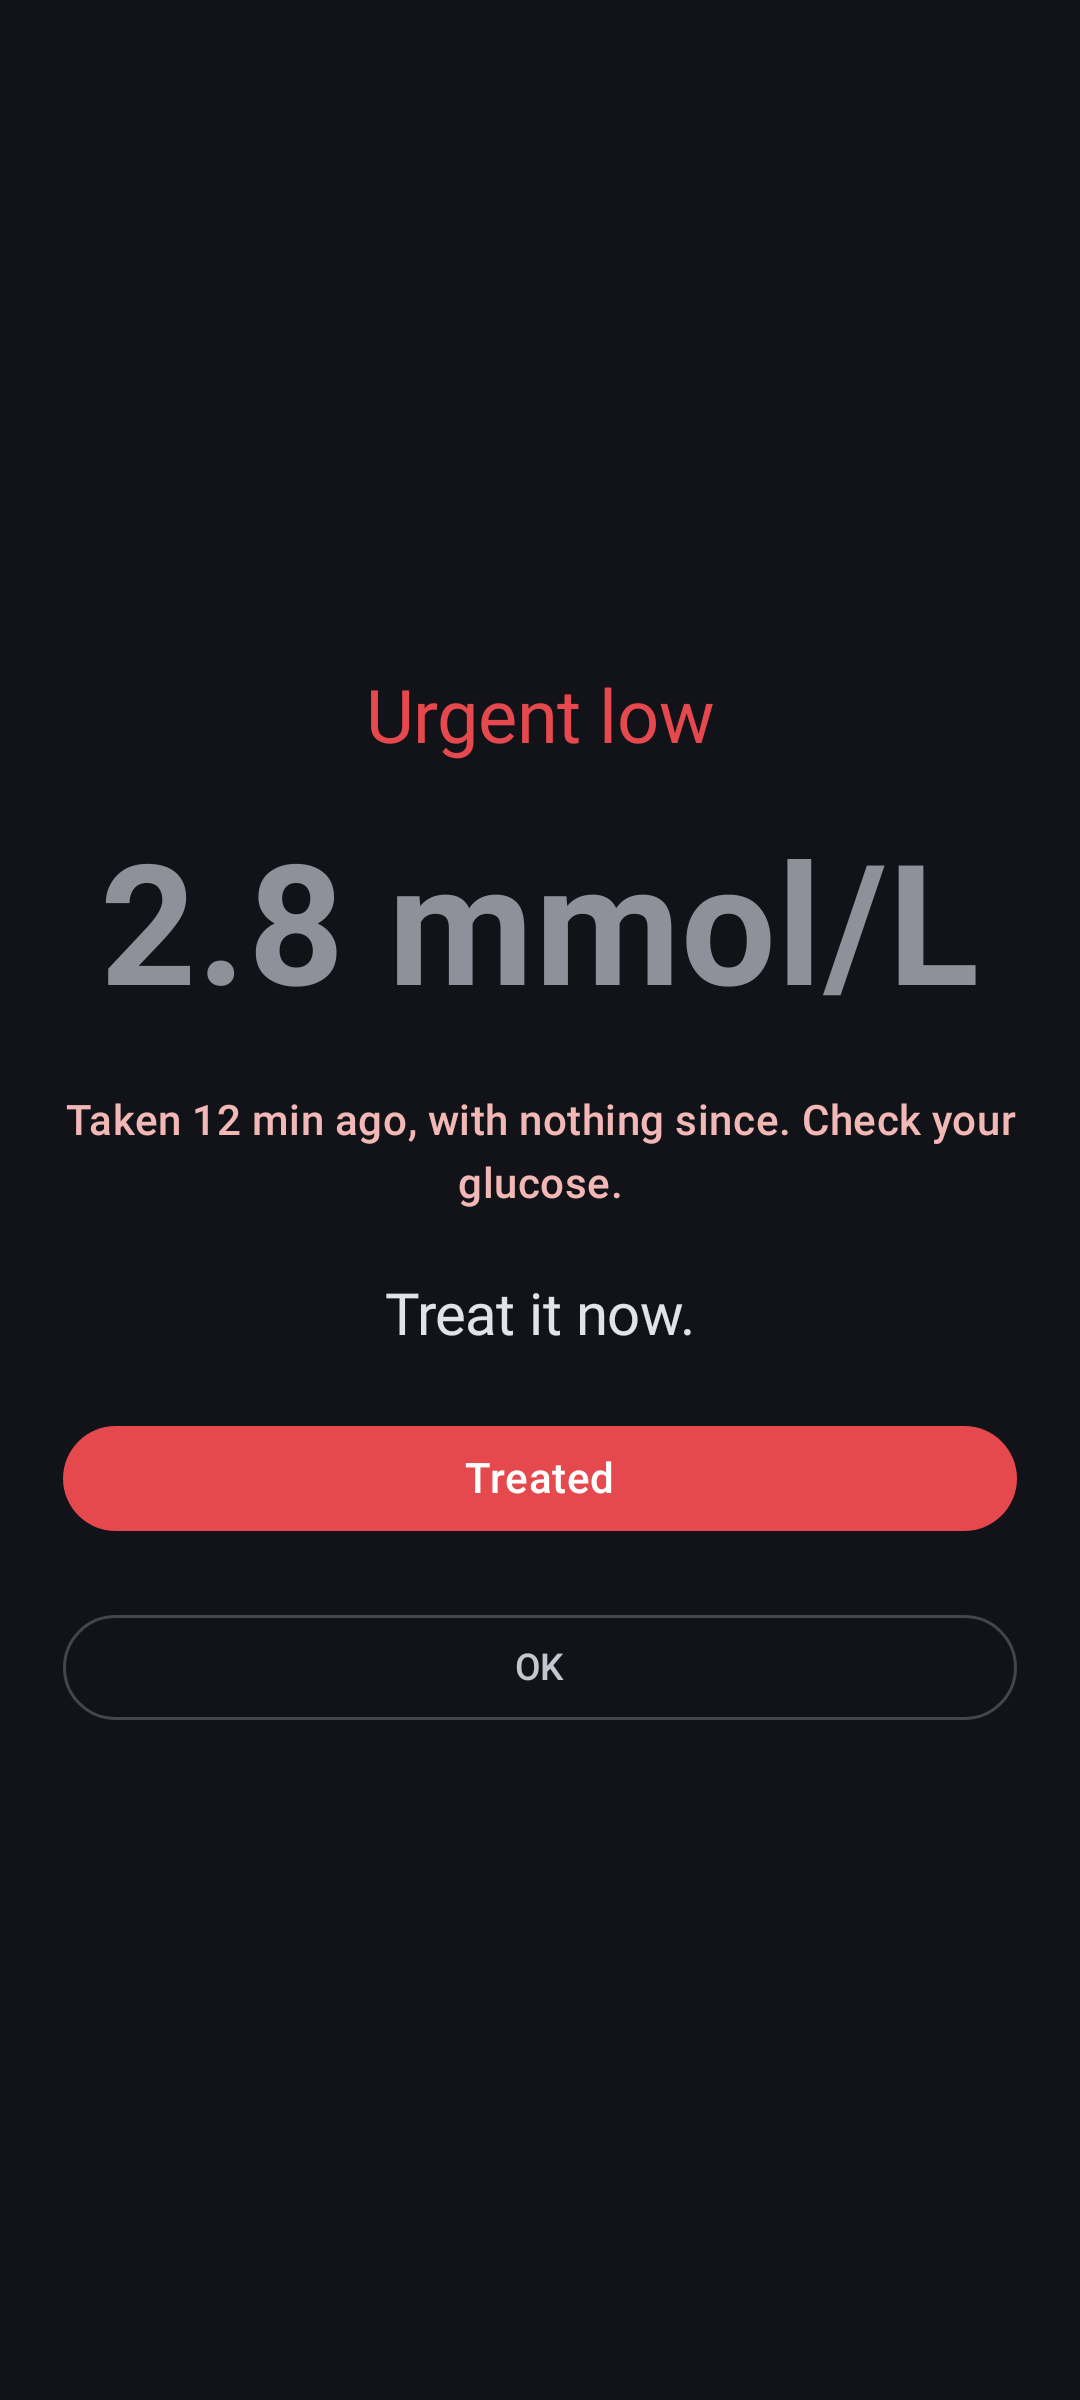 Urgent low
2.8 mmol/L
Taken 12 min ago, with nothing since. Check your
glucose.
Treat it now.
Treated
OK